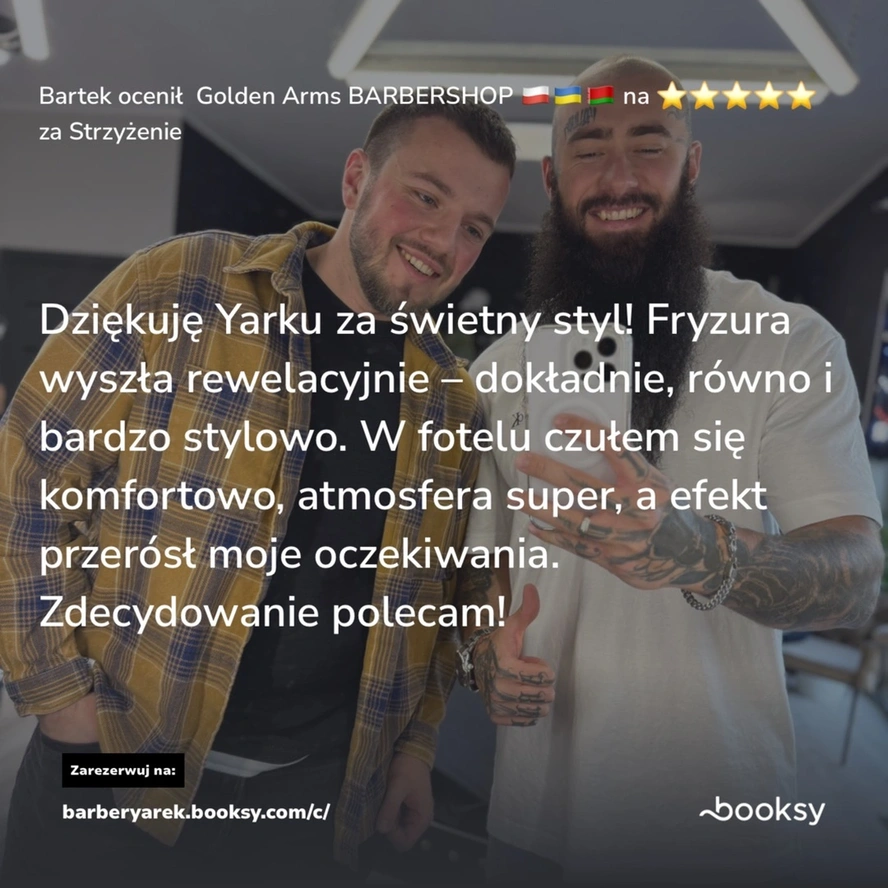 Bartek ocenił Golden Arms BARBERSHOP 🇵🇱🇺🇦🇧🇾 na ⭐⭐⭐⭐⭐
za Strzyżenie
Dziękuję Yarku za świetny styl! Fryzura
wyszła rewelacyjnie – dokładnie, równo i
bardzo stylowo. W fotelu czułem się
komfortowo, atmosfera super, a efekt
przerósł moje oczekiwania.
Zdecydowanie polecam!
Zarezerwuj na:
barberyarek.booksy.com/c/
booksy